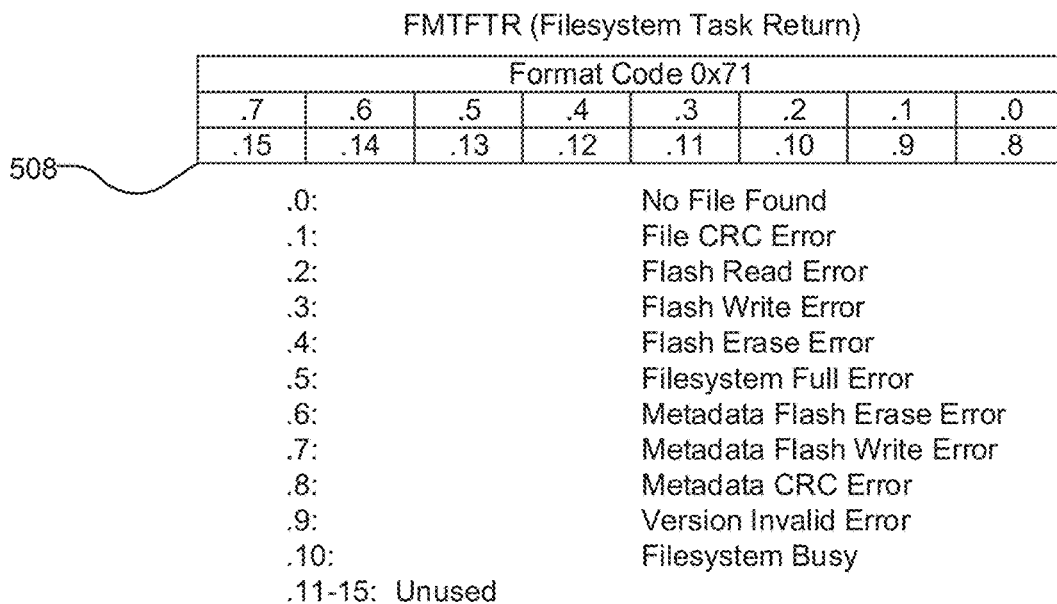 FMTFTR (Filesystem Task Return)
Format Code 0x71
.7 .6 .5 .4 .3 .2 .1 .0
.15 .14 .13 .12 .11 .10 .9 .8
508
.0: No File Found
.1: File CRC Error
.2: Flash Read Error
.3: Flash Write Error
.4: Flash Erase Error
.5: Filesystem Full Error
.6: Metadata Flash Erase Error
.7: Metadata Flash Write Error
.8: Metadata CRC Error
.9: Version Invalid Error
.10: Filesystem Busy
.11-15: Unused